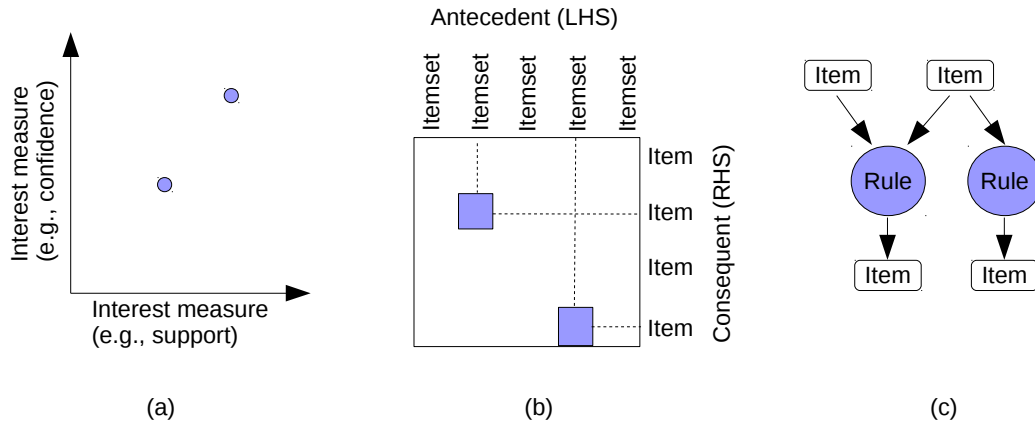 Interest measure
(e.g., confidence)
Interest measure
(e.g., support)
(a)
Antecedent (LHS)
Itemset
Itemset
Itemset
Itemset
Itemset
Item
Item
Item
Item
Consequent (RHS)
(b)
Item
Item
Rule
Rule
Item
Item
(c)